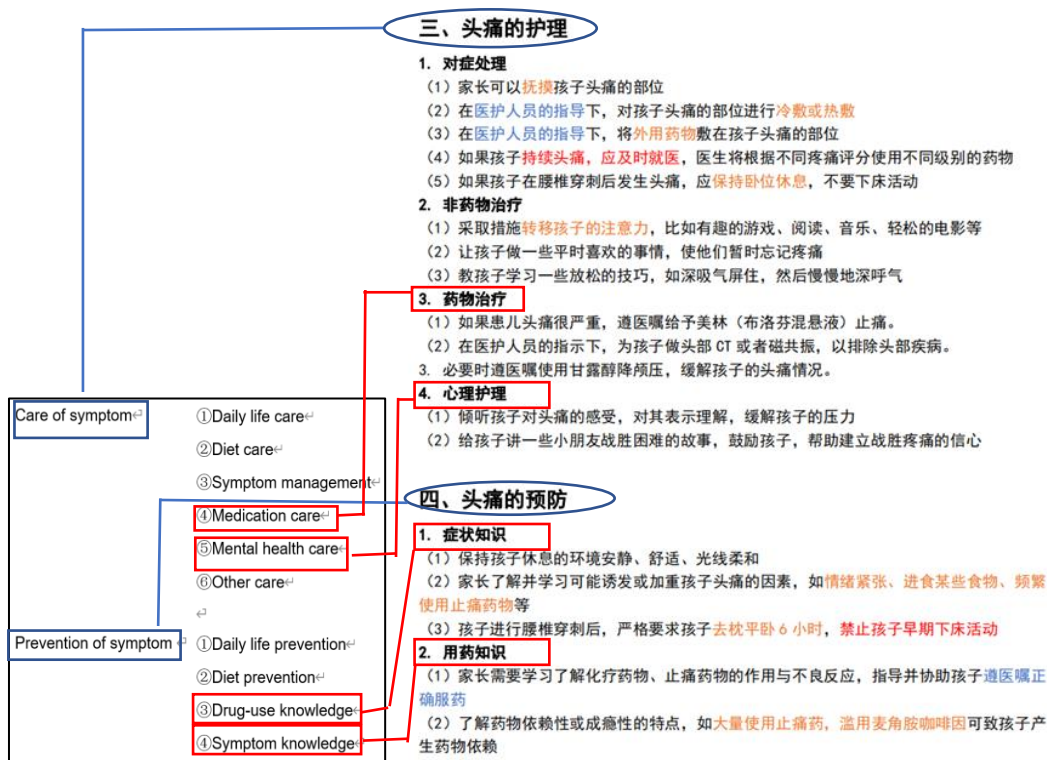 三、头痛的护理
1. 对症处理
（1）家长可以抚摸孩子头痛的部位
（2）在医护人员的指导下，对孩子头痛的部位进行冷敷或热敷
（3）在医护人员的指导下，将外用药物敷在孩子头痛的部位
（4）如果孩子持续头痛，应及时就医，医生将根据不同疼痛评分使用不同级别的药物
（5）如果孩子在腰椎穿刺后发生头痛，应保持卧位休息，不要下床活动
2. 非药物治疗
（1）采取措施转移孩子的注意力，比如有趣的游戏、阅读、音乐、轻松的电影等
（2）让孩子做一些平时喜欢的事情，使他们暂时忘记疼痛
（3）教孩子学习一些放松的技巧，如深吸气屏住，然后慢慢地深呼气
3. 药物治疗
（1）如果患儿头痛很严重，遵医嘱给予美林（布洛芬混悬液）止痛。
（2）在医护人员的指示下，为孩子做头部 CT 或者磁共振，以排除头部疾病。
3. 必要时遵医嘱使用甘露醇降颅压，缓解孩子的头痛情况。
4. 心理护理
（1）倾听孩子对头痛的感受，对其表示理解，缓解孩子的压力
（2）给孩子讲一些小朋友战胜困难的故事，鼓励孩子，帮助建立战胜疼痛的信心
四、头痛的预防
1. 症状知识
（1）保持孩子休息的环境安静、舒适、光线柔和
（2）家长了解并学习可能诱发或加重孩子头痛的因素，如情绪紧张、进食某些食物、频繁
使用止痛药物等
（3）孩子进行腰椎穿刺后，严格要求孩子去枕平卧 6 小时，禁止孩子早期下床活动
2. 用药知识
（1）家长需要学习了解化疗药物、止痛药物的作用与不良反应，指导并协助孩子遵医嘱正
确服药
（2）了解药物依赖性或成瘾性的特点，如大量使用止痛药，滥用麦角胺咖啡因可致孩子产
生药物依赖
Care of symptom↵
①Daily life care↵
②Diet care↵
③Symptom management↵
④Medication care↵
⑤Mental health care↵
⑥Other care↵
↵
Prevention of symptom ↵
①Daily life prevention↵
②Diet prevention↵
③Drug-use knowledge↵
④Symptom knowledge↵